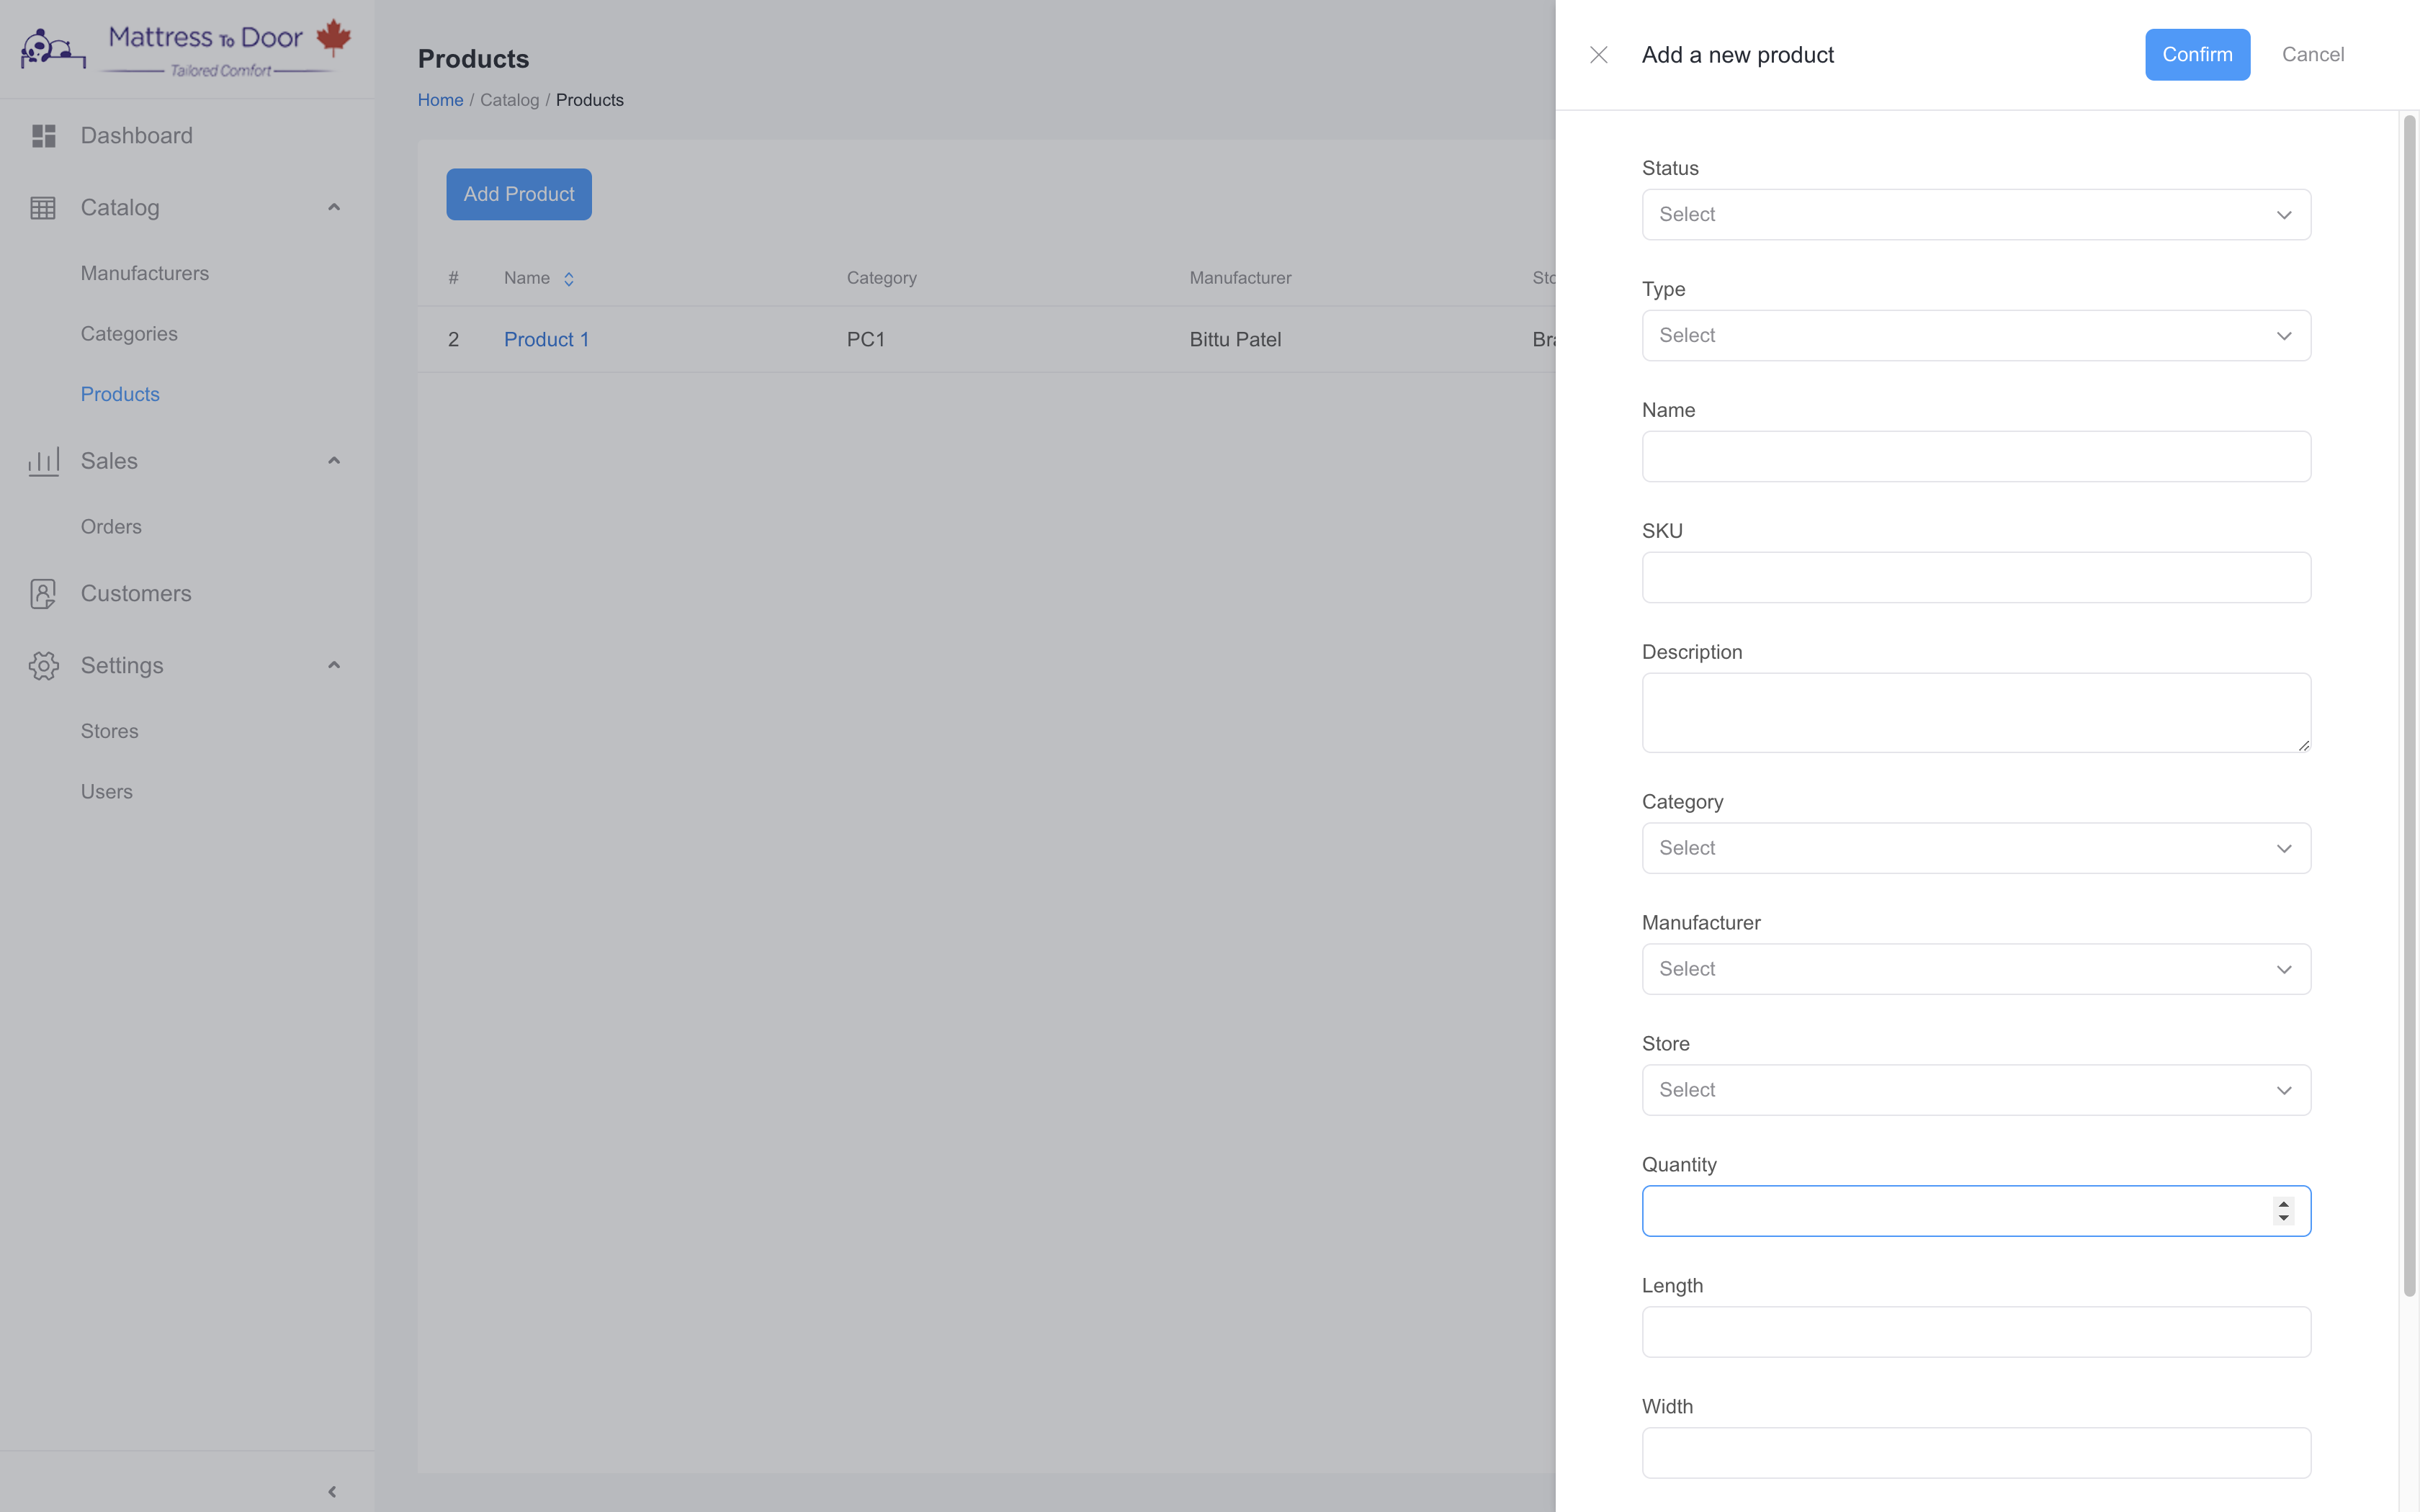 Mattress To Door
Tailored Comfort
Dashboard
Catalog
Manufacturers
Categories
Products
Sales
Orders
Customers
Settings
Stores
Users
Products
Home / Catalog / Products
Add Product
# Name Category Manufacturer Sto
2 Product 1 PC1 Bittu Patel Bra
Add a new product Confirm Cancel
Status
Select
Type
Select
Name
SKU
Description
Category
Select
Manufacturer
Select
Store
Select
Quantity
Length
Width